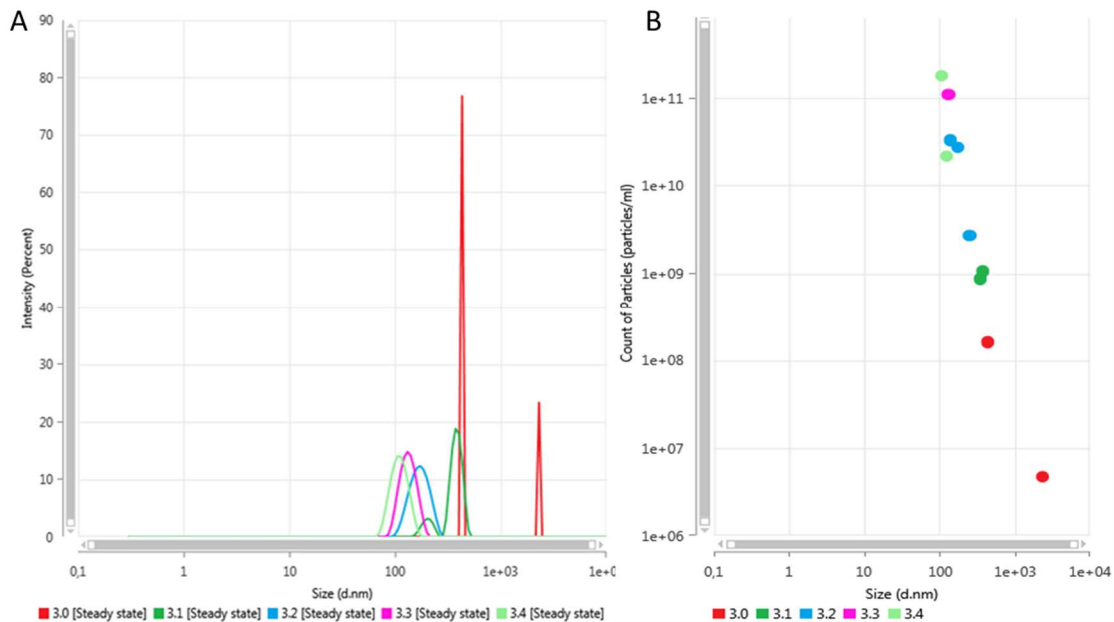 A
B
90
80
70
60
50
40
30
20
10
0
Intensity (Percent)
0,1
1
10
100
1e+03
1e+0
Size (d.nm)
3.0 [Steady state] 3.1 [Steady state] 3.2 [Steady state] 3.3 [Steady state] 3.4 [Steady state]
1e+11
1e+10
1e+09
1e+08
1e+07
1e+06
Count of Particles (particles/ml)
0,1
1
10
100
1e+03
1e+04
Size (d.nm)
3.0 3.1 3.2 3.3 3.4